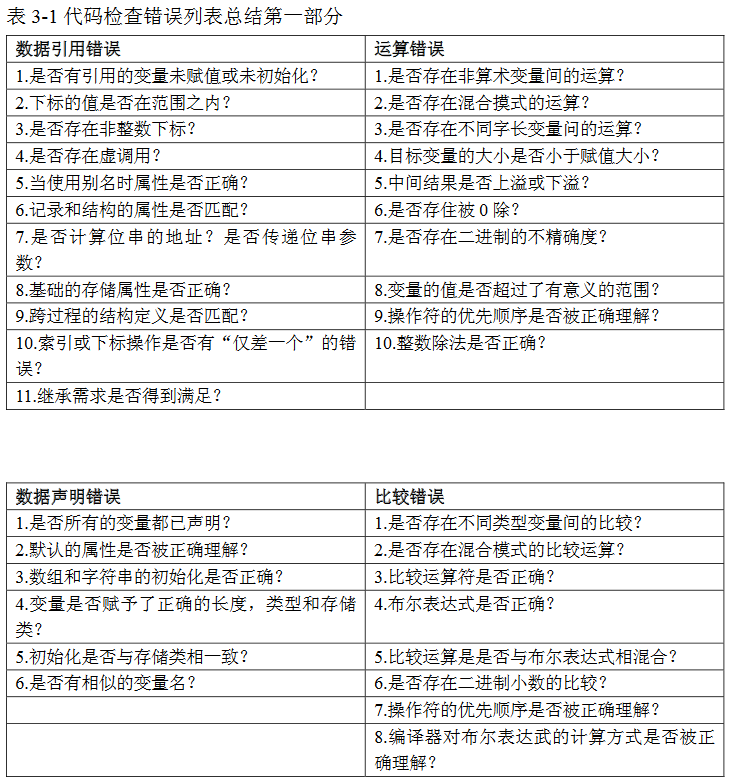 表 3-1 代码检查错误列表总结第一部分
数据引用错误
运算错误
1.是否有引用的变量未赋值或未初始化？
1.是否存在非算术变量间的运算？
2.下标的值是否在范围之内？
2.是否存在混合摸式的运算？
3.是否存在非整数下标？
3.是否存在不同字长变量问的运算？
4.是否存在虚调用？
4.目标变量的大小是否小于赋值大小？
5.当使用别名时属性是否正确？
5.中间结果是否上溢或下溢？
6.记录和结构的属性是否匹配？
6.是否存住被 0 除？
7.是否计算位串的地址？是否传递位串参
数？
7.是否存在二进制的不精确度？
8.基础的存储属性是否正确？
8.变量的值是否超过了有意义的范围？
9.跨过程的结构定义是否匹配？
9.操作符的优先顺序是否被正确理解？
10.索引或下标操作是否有“仅差一个”的错
误？
10.整数除法是否正确？
11.继承需求是否得到满足？
数据声明错误
比较错误
1.是否所有的变量都已声明？
1.是否存在不同类型变量间的比较？
2.默认的属性是否被正确理解？
2.是否存在混合模式的比较运算？
3.数组和字符串的初始化是否正确？
3.比较运算符是否正确？
4.变量是否赋予了正确的长度，类型和存储
类？
4.布尔表达式是否正确？
5.初始化是否与存储类相一致？
5.比较运算是是否与布尔表达式相混合？
6.是否有相似的变量名？
6.是否存在二进制小数的比较？
7.操作符的优先顺序是否被正确理解？
8.编译器对布尔表达武的计算方式是否被正
确理解？